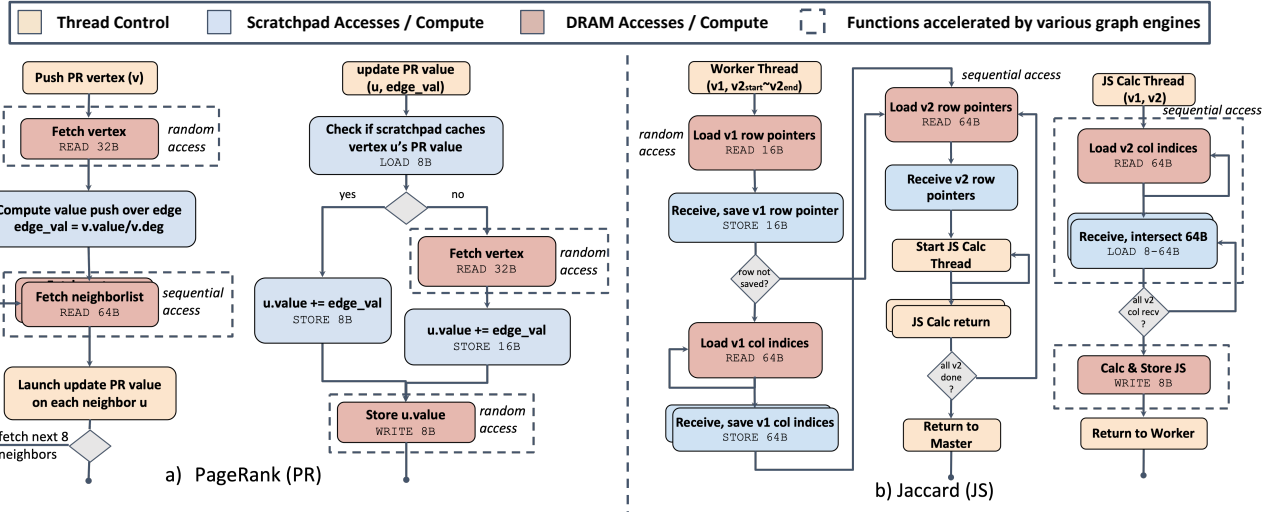 Thread Control
Scratchpad Accesses / Compute
DRAM Accesses / Compute
Functions accelerated by various graph engines
Push PR vertex (v)
Fetch vertex
READ 32B
random
access
Compute value push over edge
edge_val = v.value/v.deg
Fetch neighborlist
READ 64B
sequential
access
Launch update PR value
on each neighbor u
fetch next 8
neighbors
update PR value
(u, edge_val)
Check if scratchpad caches
vertex u's PR value
LOAD 8B
yes
no
Fetch vertex
READ 32B
random
access
u.value += edge_val
STORE 8B
u.value += edge_val
STORE 16B
Store u.value
WRITE 8B
random
access
a) PageRank (PR)
Worker Thread
(v1, v2start~v2end)
random
access
Load v1 row pointers
READ 16B
Receive, save v1 row pointer
STORE 16B
row not
saved?
Load v1 col indices
READ 64B
Receive, save v1 col indices
STORE 64B
sequential access
Load v2 row pointers
READ 64B
Receive v2 row
pointers
Start JS Calc
Thread
JS Calc return
all v2
done
?
Return to
Master
JS Calc Thread
(v1, v2)
sequential access
Load v2 col indices
READ 64B
Receive, intersect 64B
LOAD 8-64B
all v2
col recv
?
Calc & Store JS
WRITE 8B
Return to Worker
b) Jaccard (JS)